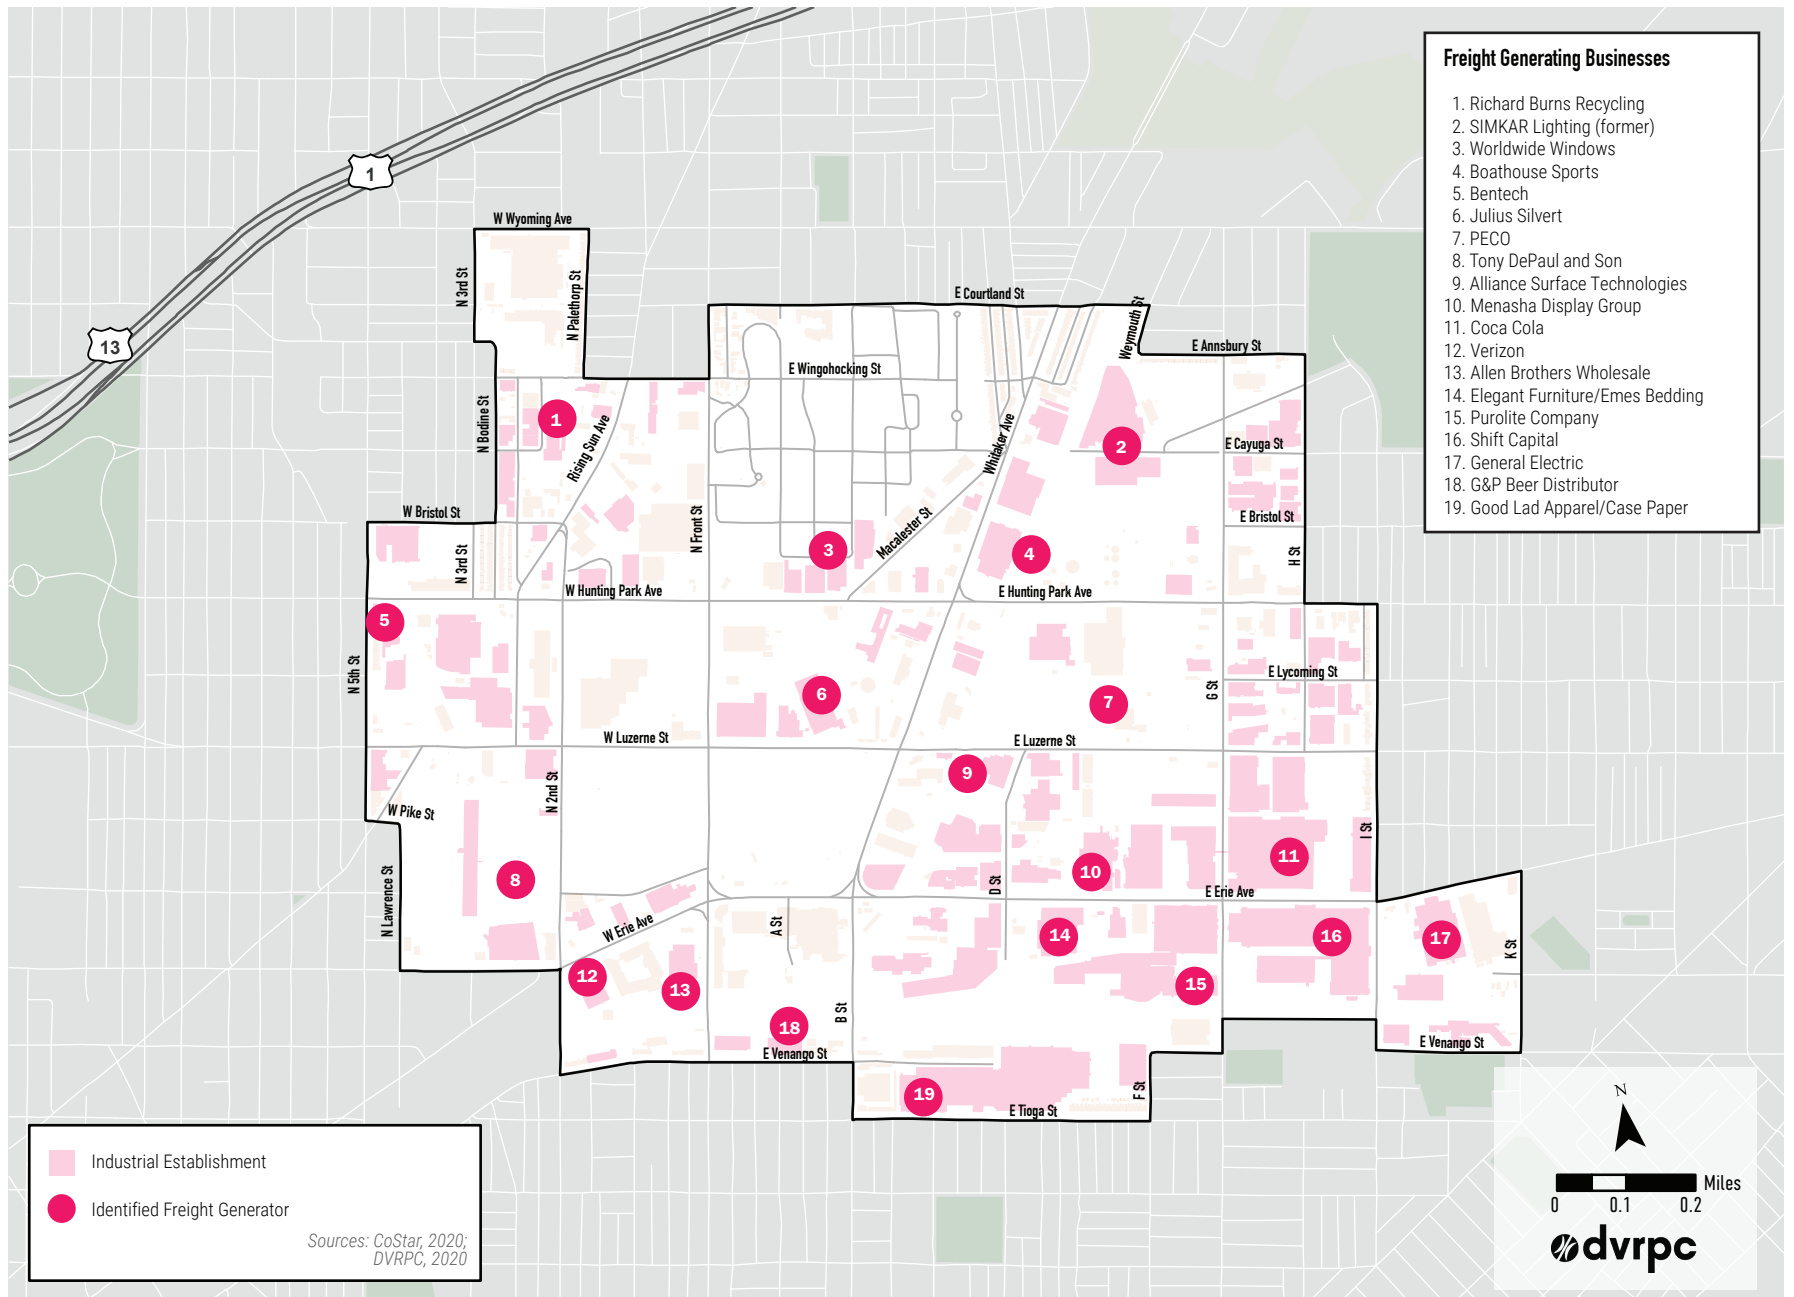 Freight Generating Businesses
1. Richard Burns Recycling
2. SIMKAR Lighting (former)
3. Worldwide Windows
4. Boathouse Sports
5. Bentech
6. Julius Silvert
7. PECO
8. Tony DePaul and Son
9. Alliance Surface Technologies
10. Menasha Display Group
11. Coca Cola
12. Verizon
13. Allen Brothers Wholesale
14. Elegant Furniture/Emes Bedding
15. Purolite Company
16. Shift Capital
17. General Electric
18. G&P Beer Distributor
19. Good Lad Apparel/Case Paper
1
13
W Wyoming Ave
N 3rd St
N Palethorp St
E Courtland St
Weymouth St
E Annsbury St
E Wingohocking St
N Bodine St
1
Rising Sun Ave
Whitaker Ave
2
E Cayuga St
W Bristol St
N 3rd St
N Front St
3
Macalester St
4
E Bristol St
H St
W Hunting Park Ave
E Hunting Park Ave
5
N 5th St
6
7
G St
E Lycoming St
W Luzerne St
E Luzerne St
9
N 2nd St
W Pike St
I St
11
10
8
D St
E Erie Ave
N Lawrence St
W Erie Ave
A St
14
16
17
K St
12
13
15
B St
18
E Venango St
E Venango St
19
F St
E Tioga St
Industrial Establishment
Identified Freight Generator
Sources: CoStar, 2020;
DVRPC, 2020
N
Miles
0 0.1 0.2
dvrpc